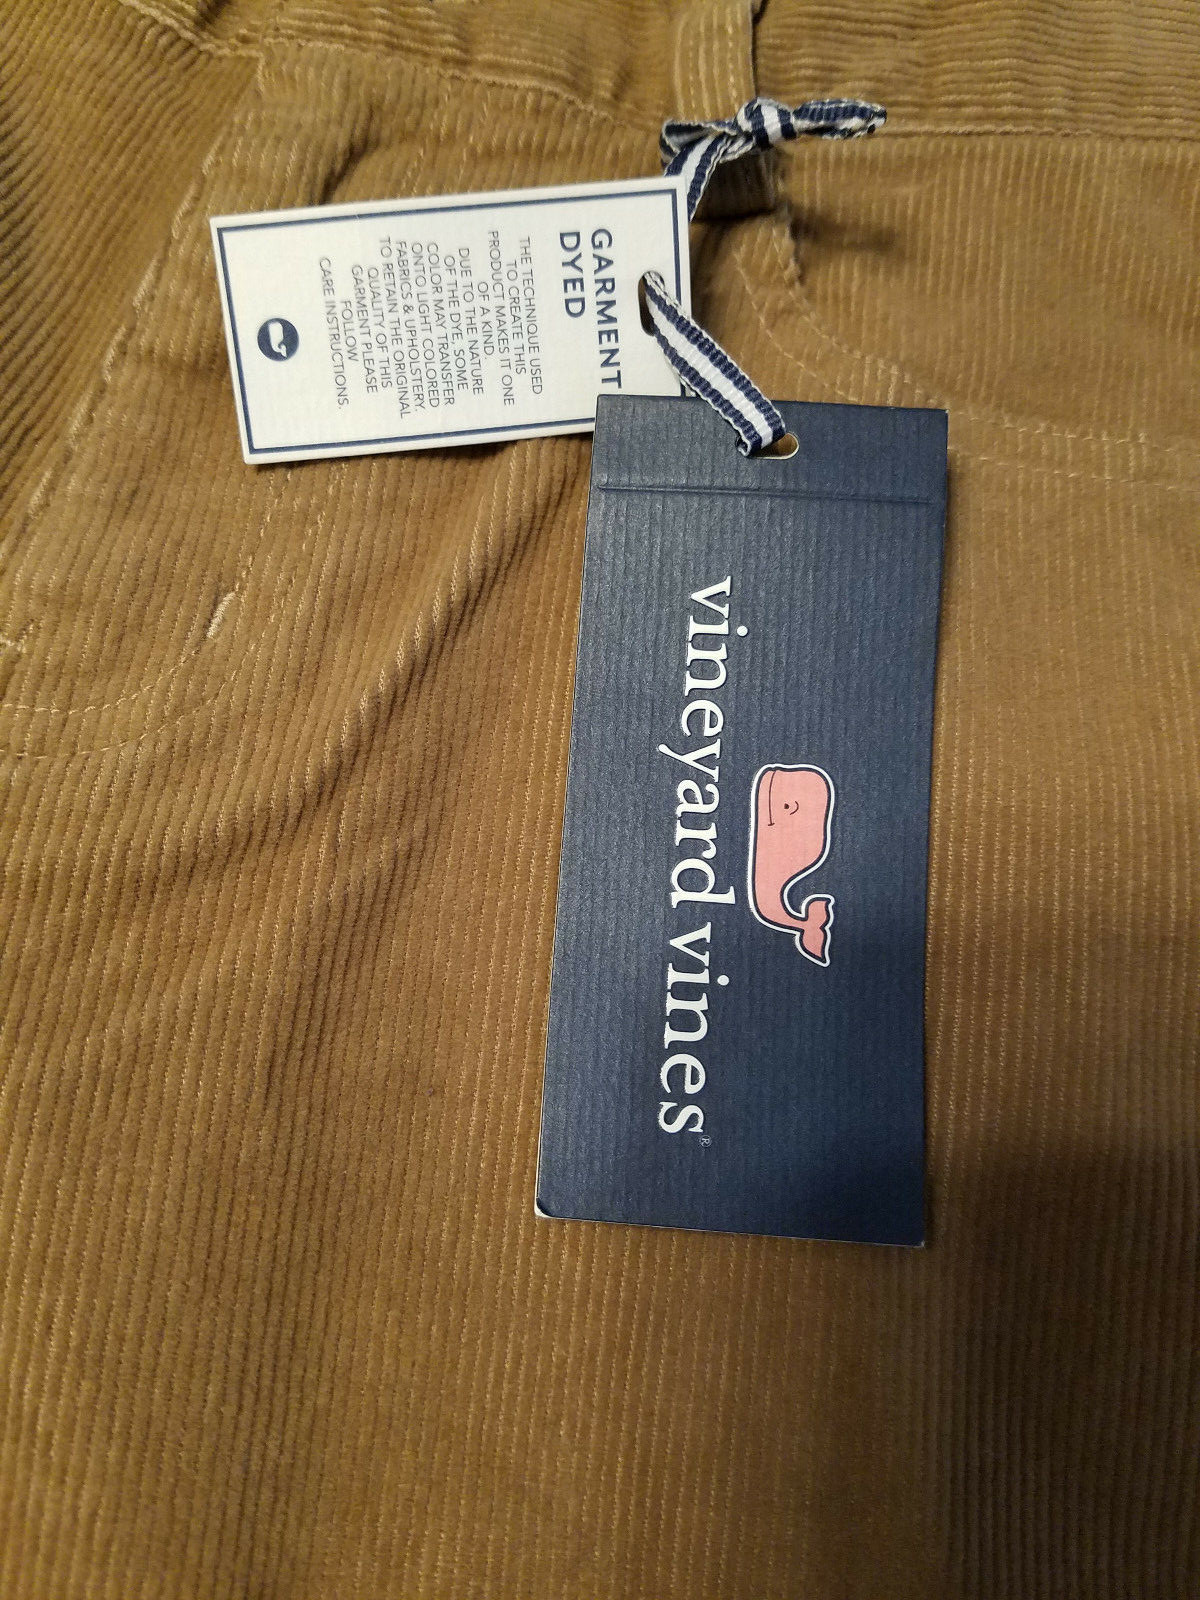 GARMENT
DYED
THE TECHNIQUE USED
TO CREATE THIS
PRODUCT MAKES IT ONE
OF A KIND.
DUE TO THE NATURE
OF THE DYE, SOME
COLOR MAY TRANSFER
ONTO LIGHT COLORED
FABRICS & UPHOLSTERY.
TO RETAIN THE ORIGINAL
QUALITY OF THIS
GARMENT PLEASE
FOLLOW
CARE INSTRUCTIONS.
vineyard vines®